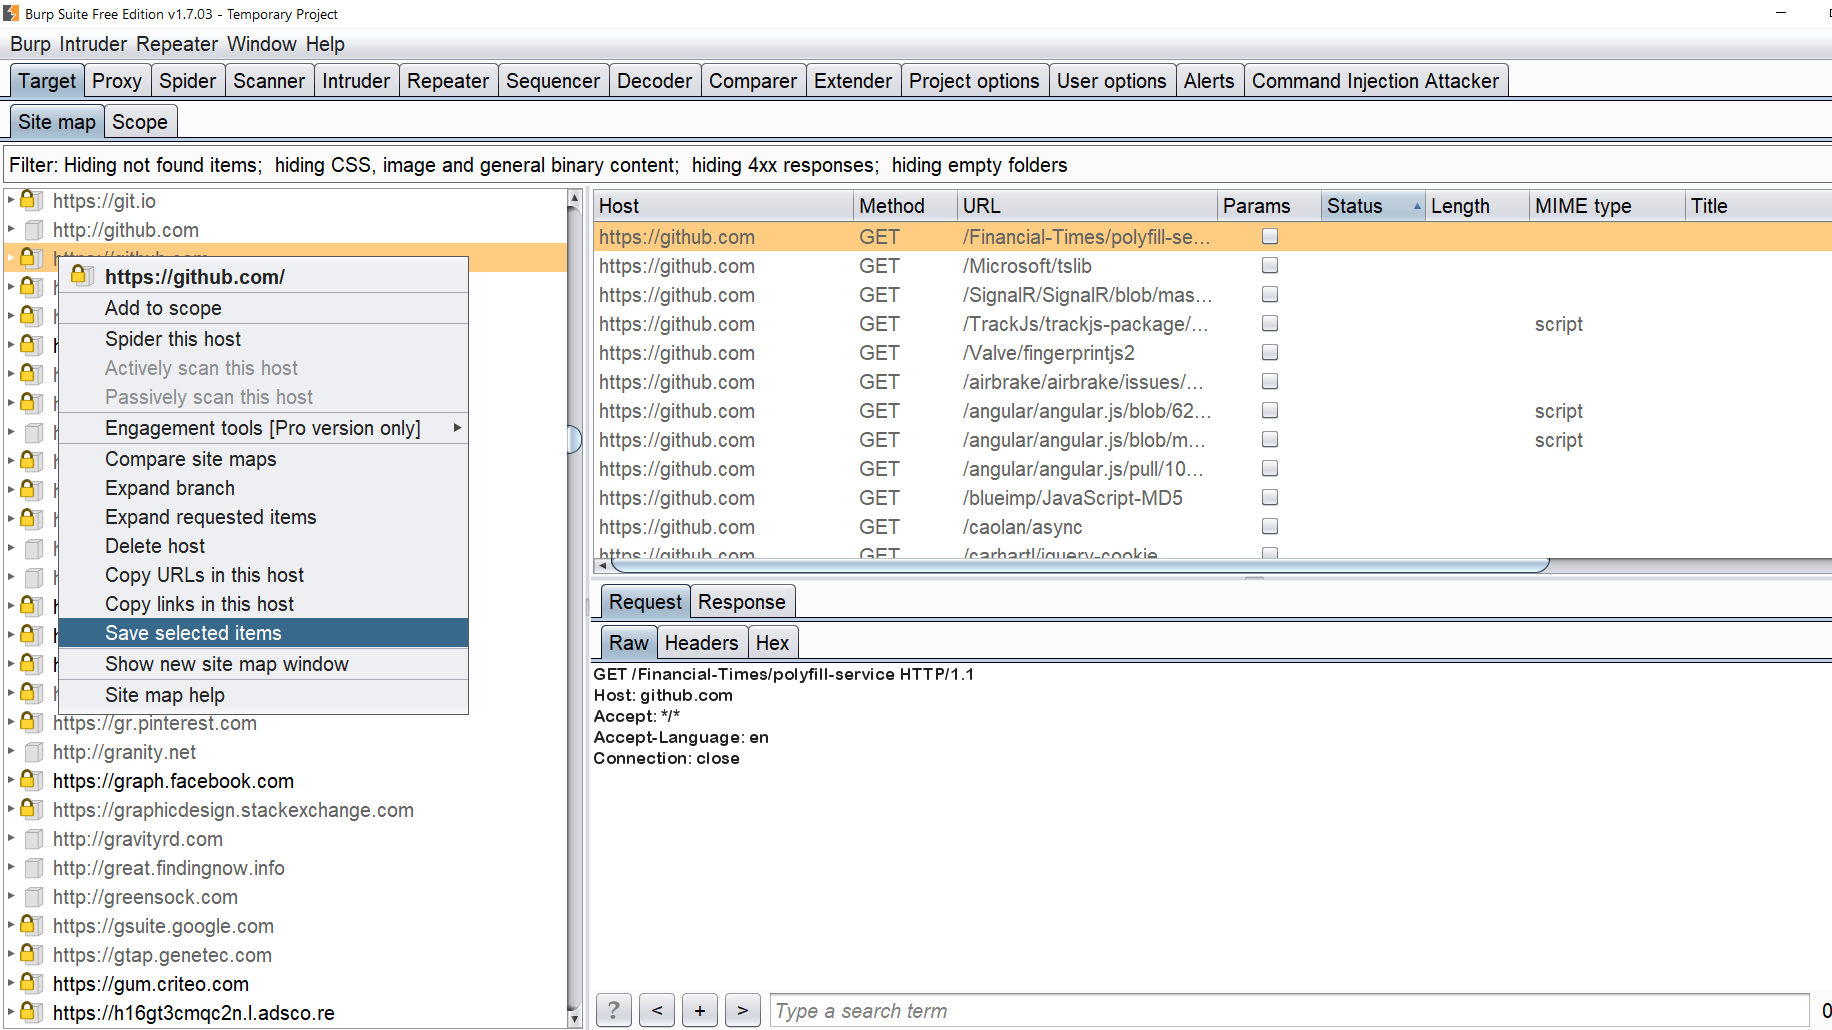 Burp Suite Free Edition v1.7.03 - Temporary Project
Burp Intruder Repeater Window Help
Target Proxy Spider Scanner Intruder Repeater Sequencer Decoder Comparer Extender Project options User options Alerts Command Injection Attacker
Site map Scope
Filter: Hiding not found items; hiding CSS, image and general binary content; hiding 4xx responses; hiding empty folders
https://git.io
http://github.com
https://github.com/
Add to scope
Spider this host
Actively scan this host
Passively scan this host
Engagement tools [Pro version only]
Compare site maps
Expand branch
Expand requested items
Delete host
Copy URLs in this host
Copy links in this host
Save selected items
Show new site map window
Site map help
https://gr.pinterest.com
http://granity.net
https://graph.facebook.com
https://graphicdesign.stackexchange.com
http://gravityrd.com
http://great.findingnow.info
http://greensock.com
https://gsuite.google.com
https://gtap.genetec.com
https://gum.criteo.com
https://h16gt3cmqc2n.l.adsco.re
Host Method URL Params Status Length MIME type Title
https://github.com GET /Financial-Times/polyfill-se...
https://github.com GET /Microsoft/tslib
https://github.com GET /SignalR/SignalR/blob/mas...
https://github.com GET /TrackJs/trackjs-package/... script
https://github.com GET /Valve/fingerprintjs2
https://github.com GET /airbrake/airbrake/issues/...
https://github.com GET /angular/angular.js/blob/62... script
https://github.com GET /angular/angular.js/blob/m... script
https://github.com GET /angular/angular.js/pull/10...
https://github.com GET /blueimp/JavaScript-MD5
https://github.com GET /caolan/async
https://github.com GET /carhartl/jquery-cookie
Request Response
Raw Headers Hex
GET /Financial-Times/polyfill-service HTTP/1.1
Host: github.com
Accept: */*
Accept-Language: en
Connection: close
? < + > Type a search term 0